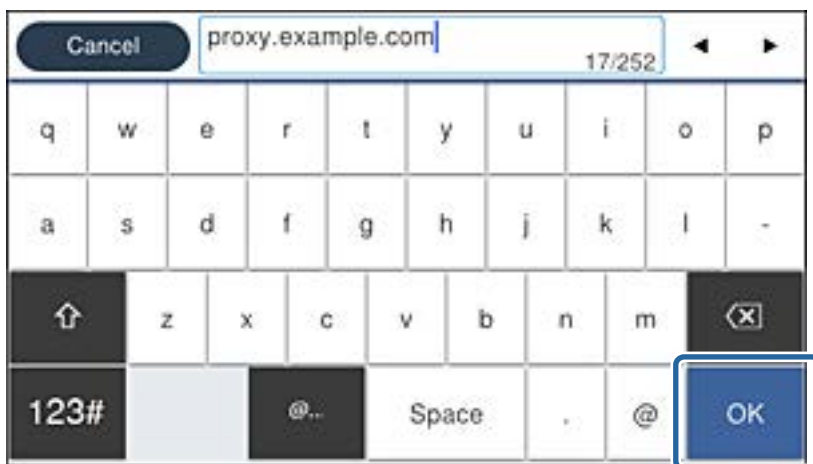 Cancel proxy.example.com
17/252
q w e r t y u i o p
a s d f g h j k l -
z x c v b n m
123# @... Space . @ OK